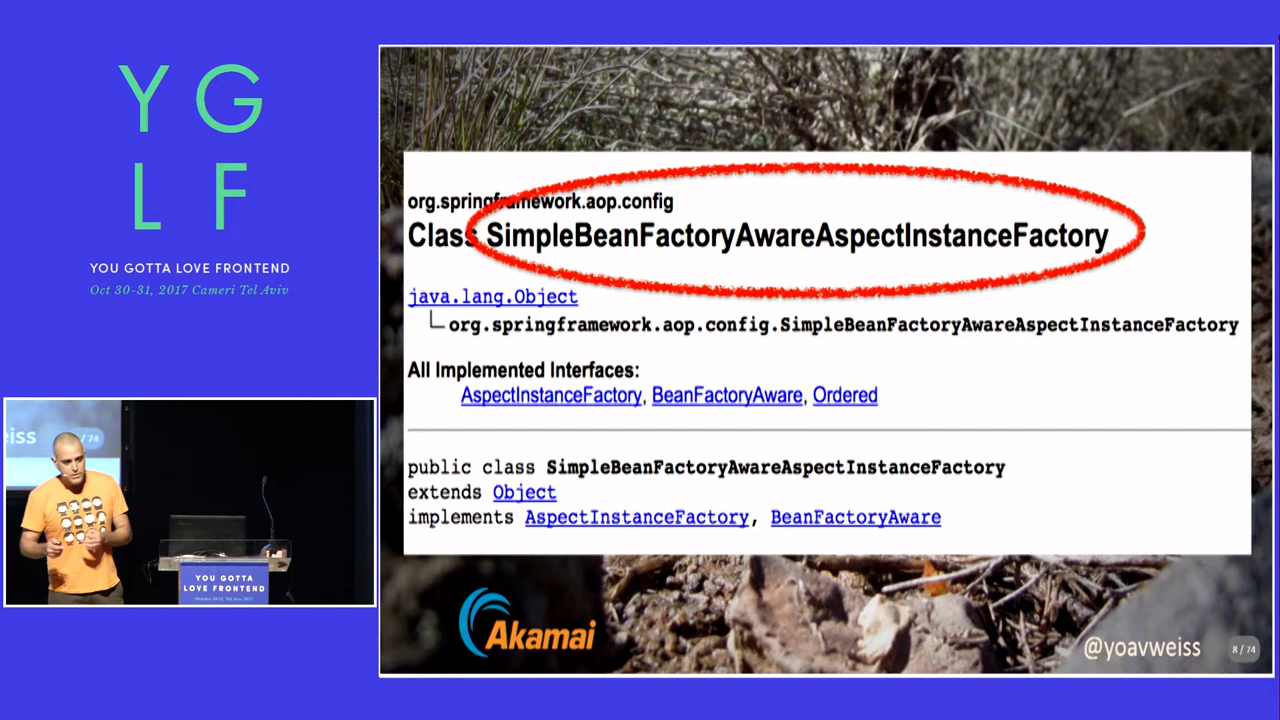 Y G
L F
YOU GOTTA LOVE FRONTEND
Oct 30-31, 2017 Cameri Tel Aviv
org.springframework.aop.config
Class SimpleBeanFactoryAwareAspectInstanceFactory
java.lang.Object
org.springframework.aop.config.SimpleBeanFactoryAwareAspectInstanceFactory
All Implemented Interfaces:
AspectInstanceFactory, BeanFactoryAware, Ordered
public class SimpleBeanFactoryAwareAspectInstanceFactory
extends Object
implements AspectInstanceFactory, BeanFactoryAware
Akamai
@yoavweiss
8 / 74
eiss
/ 74
YOU GOTTA
LOVE FRONTEND